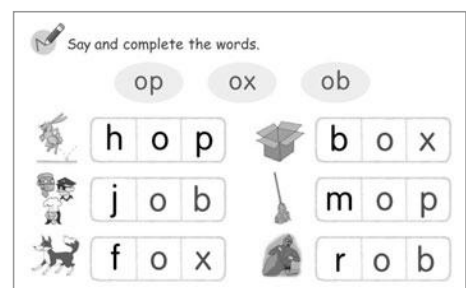 Say and complete the words.
op ox ob
h o p b o x
j o b m o p
f o x r o b